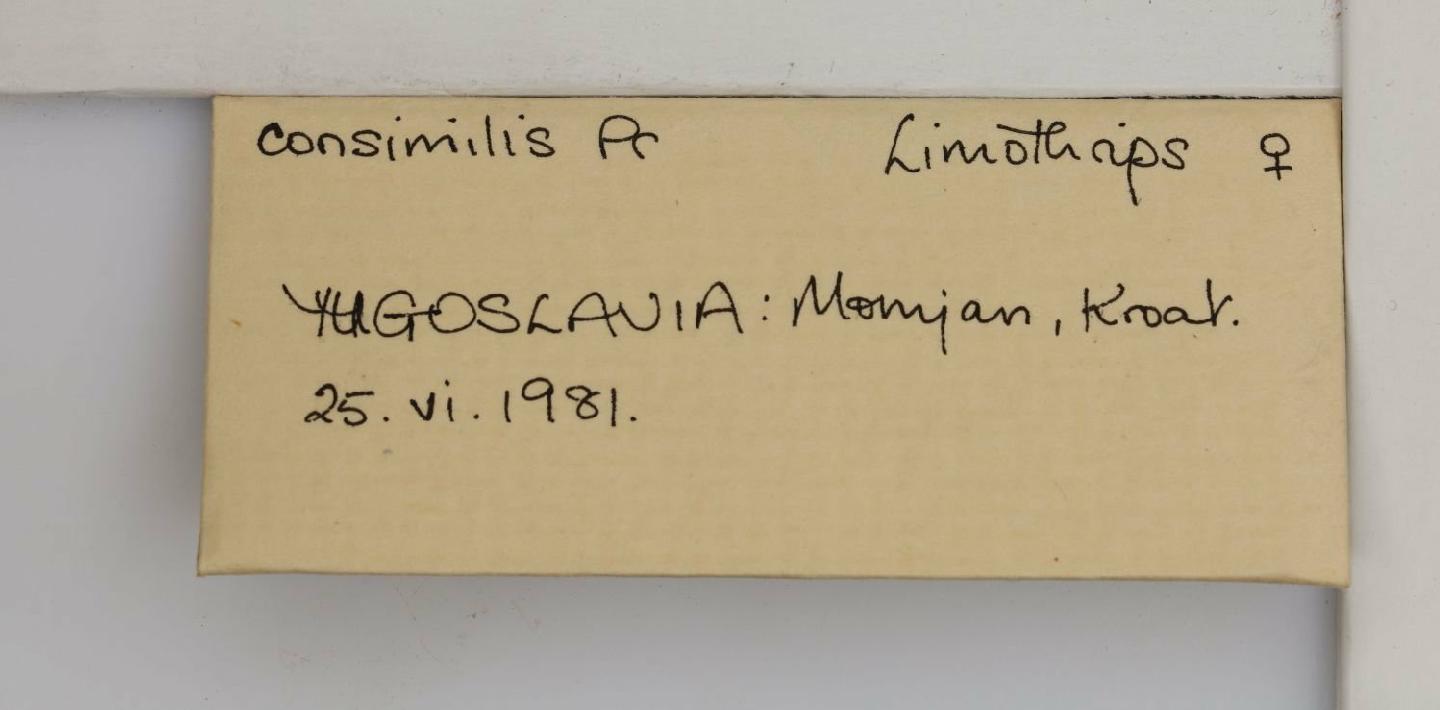 consimilis Pr Limothrips ♀
YUGOSLAVIA: Momjan, Kroat.
25. vi. 1981.